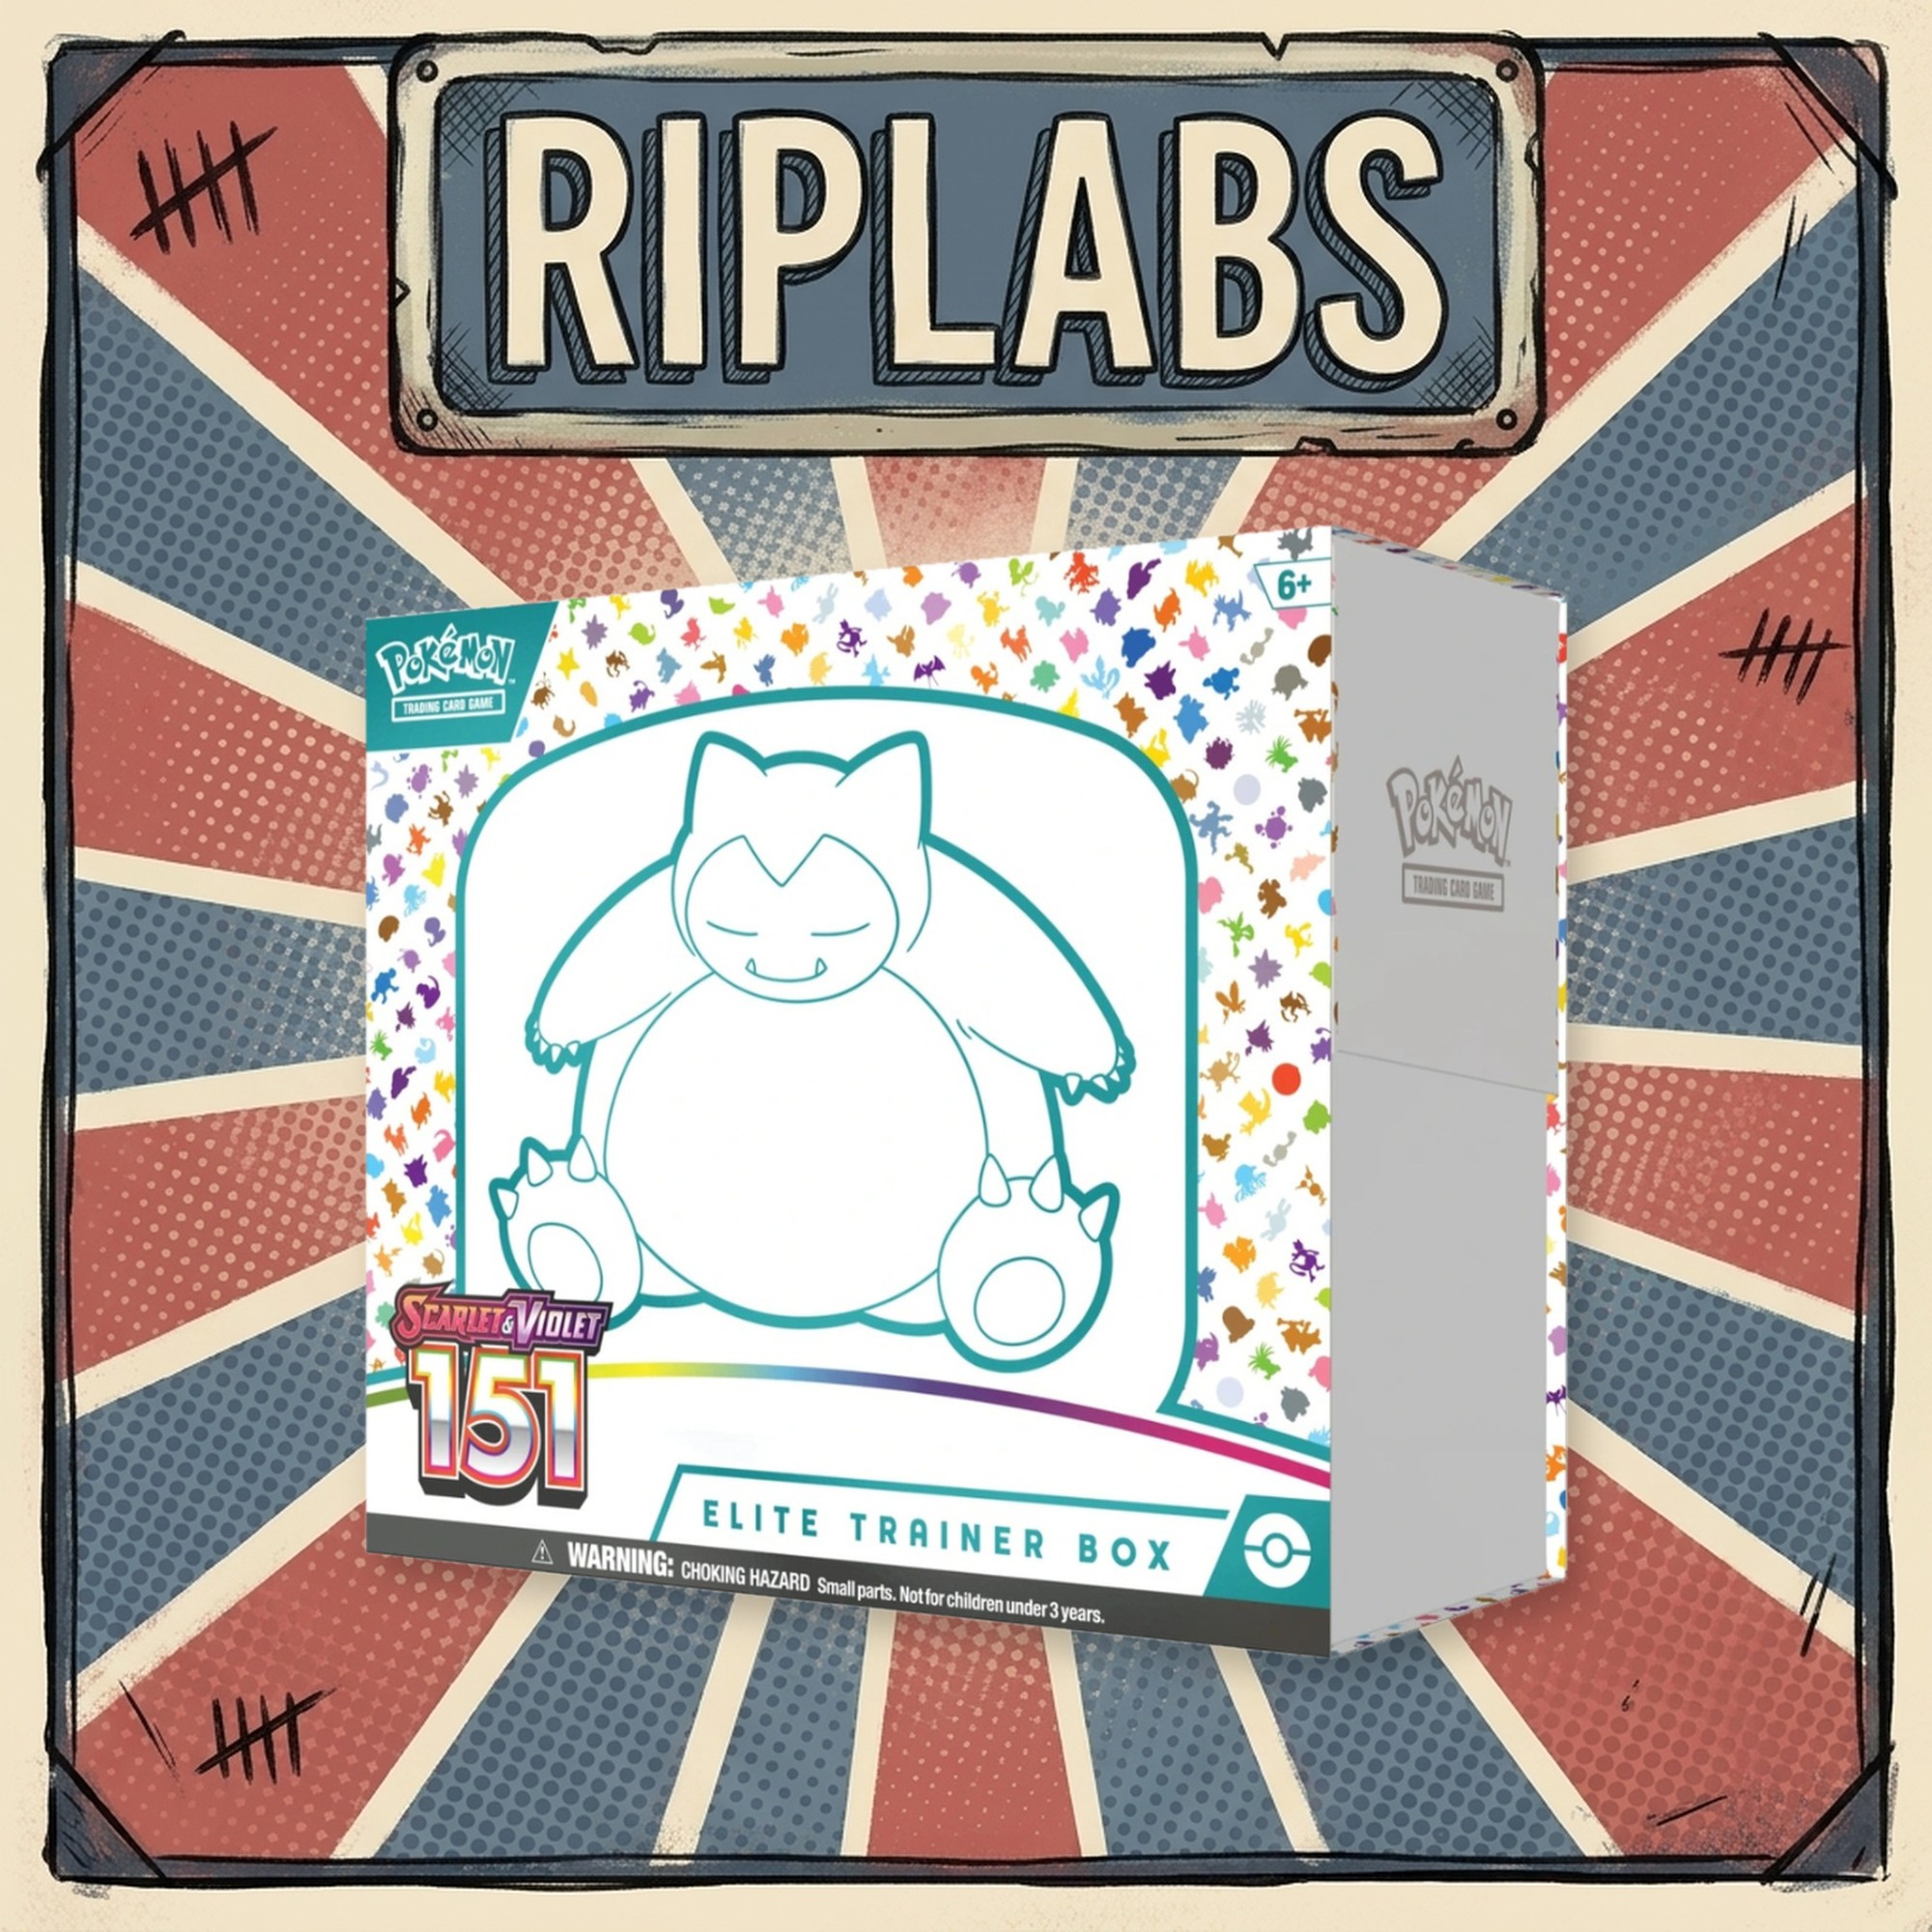 RIPLABS
6+
POKéMON
TRADING CARD GAME
POKéMON
TRADING CARD GAME
SCARLET & VIOLET
151
ELITE TRAINER BOX
WARNING: CHOKING HAZARD Small parts. Not for children under 3 years.